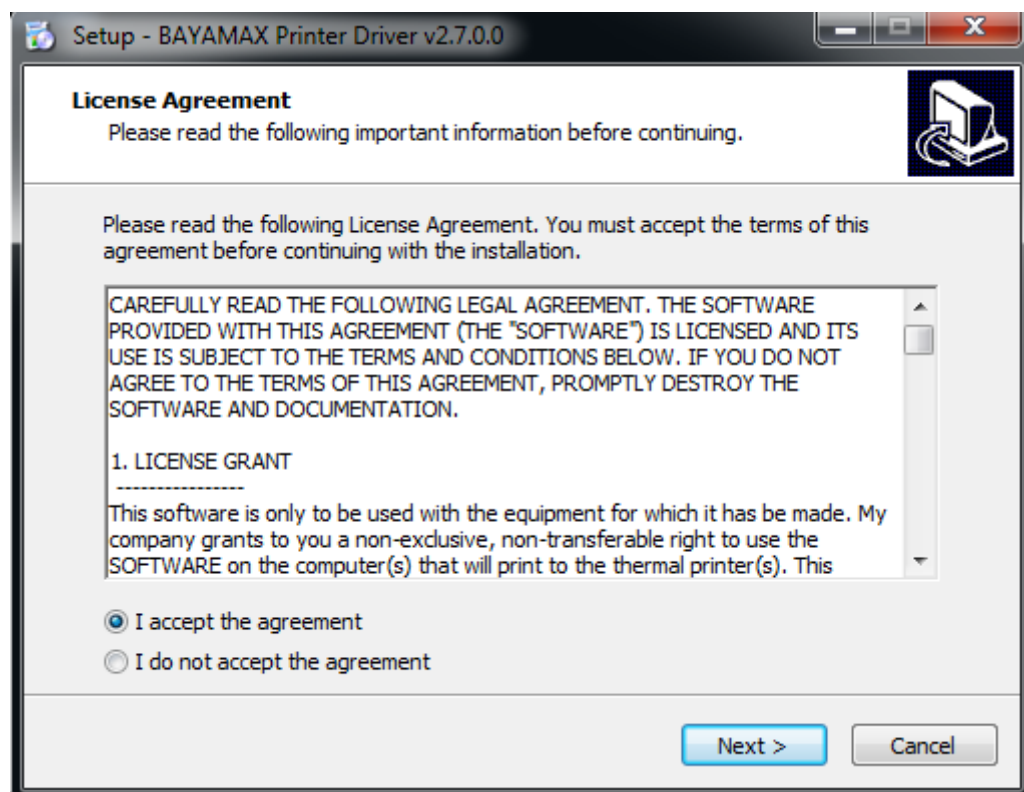 Setup - BAYAMAX Printer Driver v2.7.0.0
License Agreement
Please read the following important information before continuing.
Please read the following License Agreement. You must accept the terms of this
agreement before continuing with the installation.
CAREFULLY READ THE FOLLOWING LEGAL AGREEMENT. THE SOFTWARE
PROVIDED WITH THIS AGREEMENT (THE "SOFTWARE") IS LICENSED AND ITS
USE IS SUBJECT TO THE TERMS AND CONDITIONS BELOW. IF YOU DO NOT
AGREE TO THE TERMS OF THIS AGREEMENT, PROMPTLY DESTROY THE
SOFTWARE AND DOCUMENTATION.
1. LICENSE GRANT
----------------
This software is only to be used with the equipment for which it has be made. My
company grants to you a non-exclusive, non-transferable right to use the
SOFTWARE on the computer(s) that will print to the thermal printer(s). This
I accept the agreement
I do not accept the agreement
Next >
Cancel